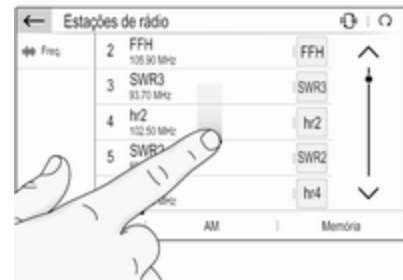 Estações de rádio
Freq.
2 FFH FFH
105.90 MHz
3 SWR3 SWR3
93.70 MHz
4 hr2 hr2
102.50 MHz
5 SWR2 SWR2
hr4
MHz
AM Memória